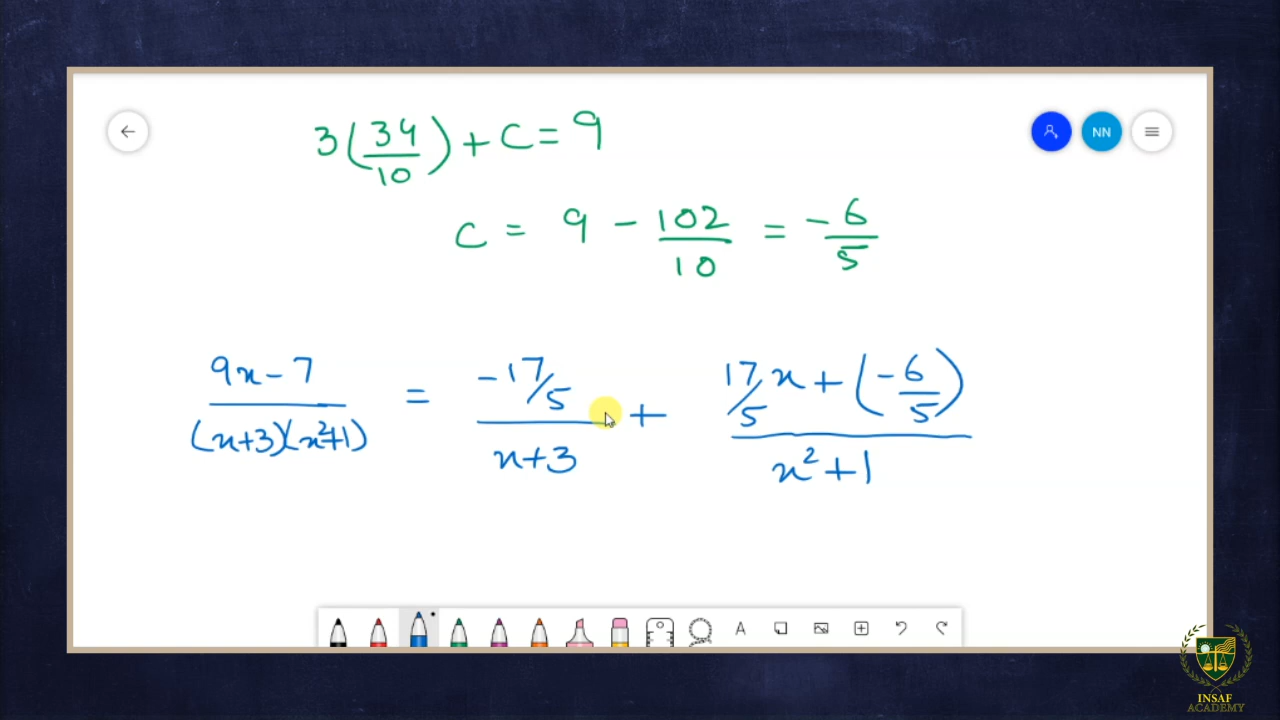 3(34/10) + C = 9
NN
C = 9 - 102/10 = -6/5
9x-7/(x+3)(x²+1) = -17/5/x+3 + 17/5 x + (-6/5)/x²+1
A
INSAF
ACADEMY